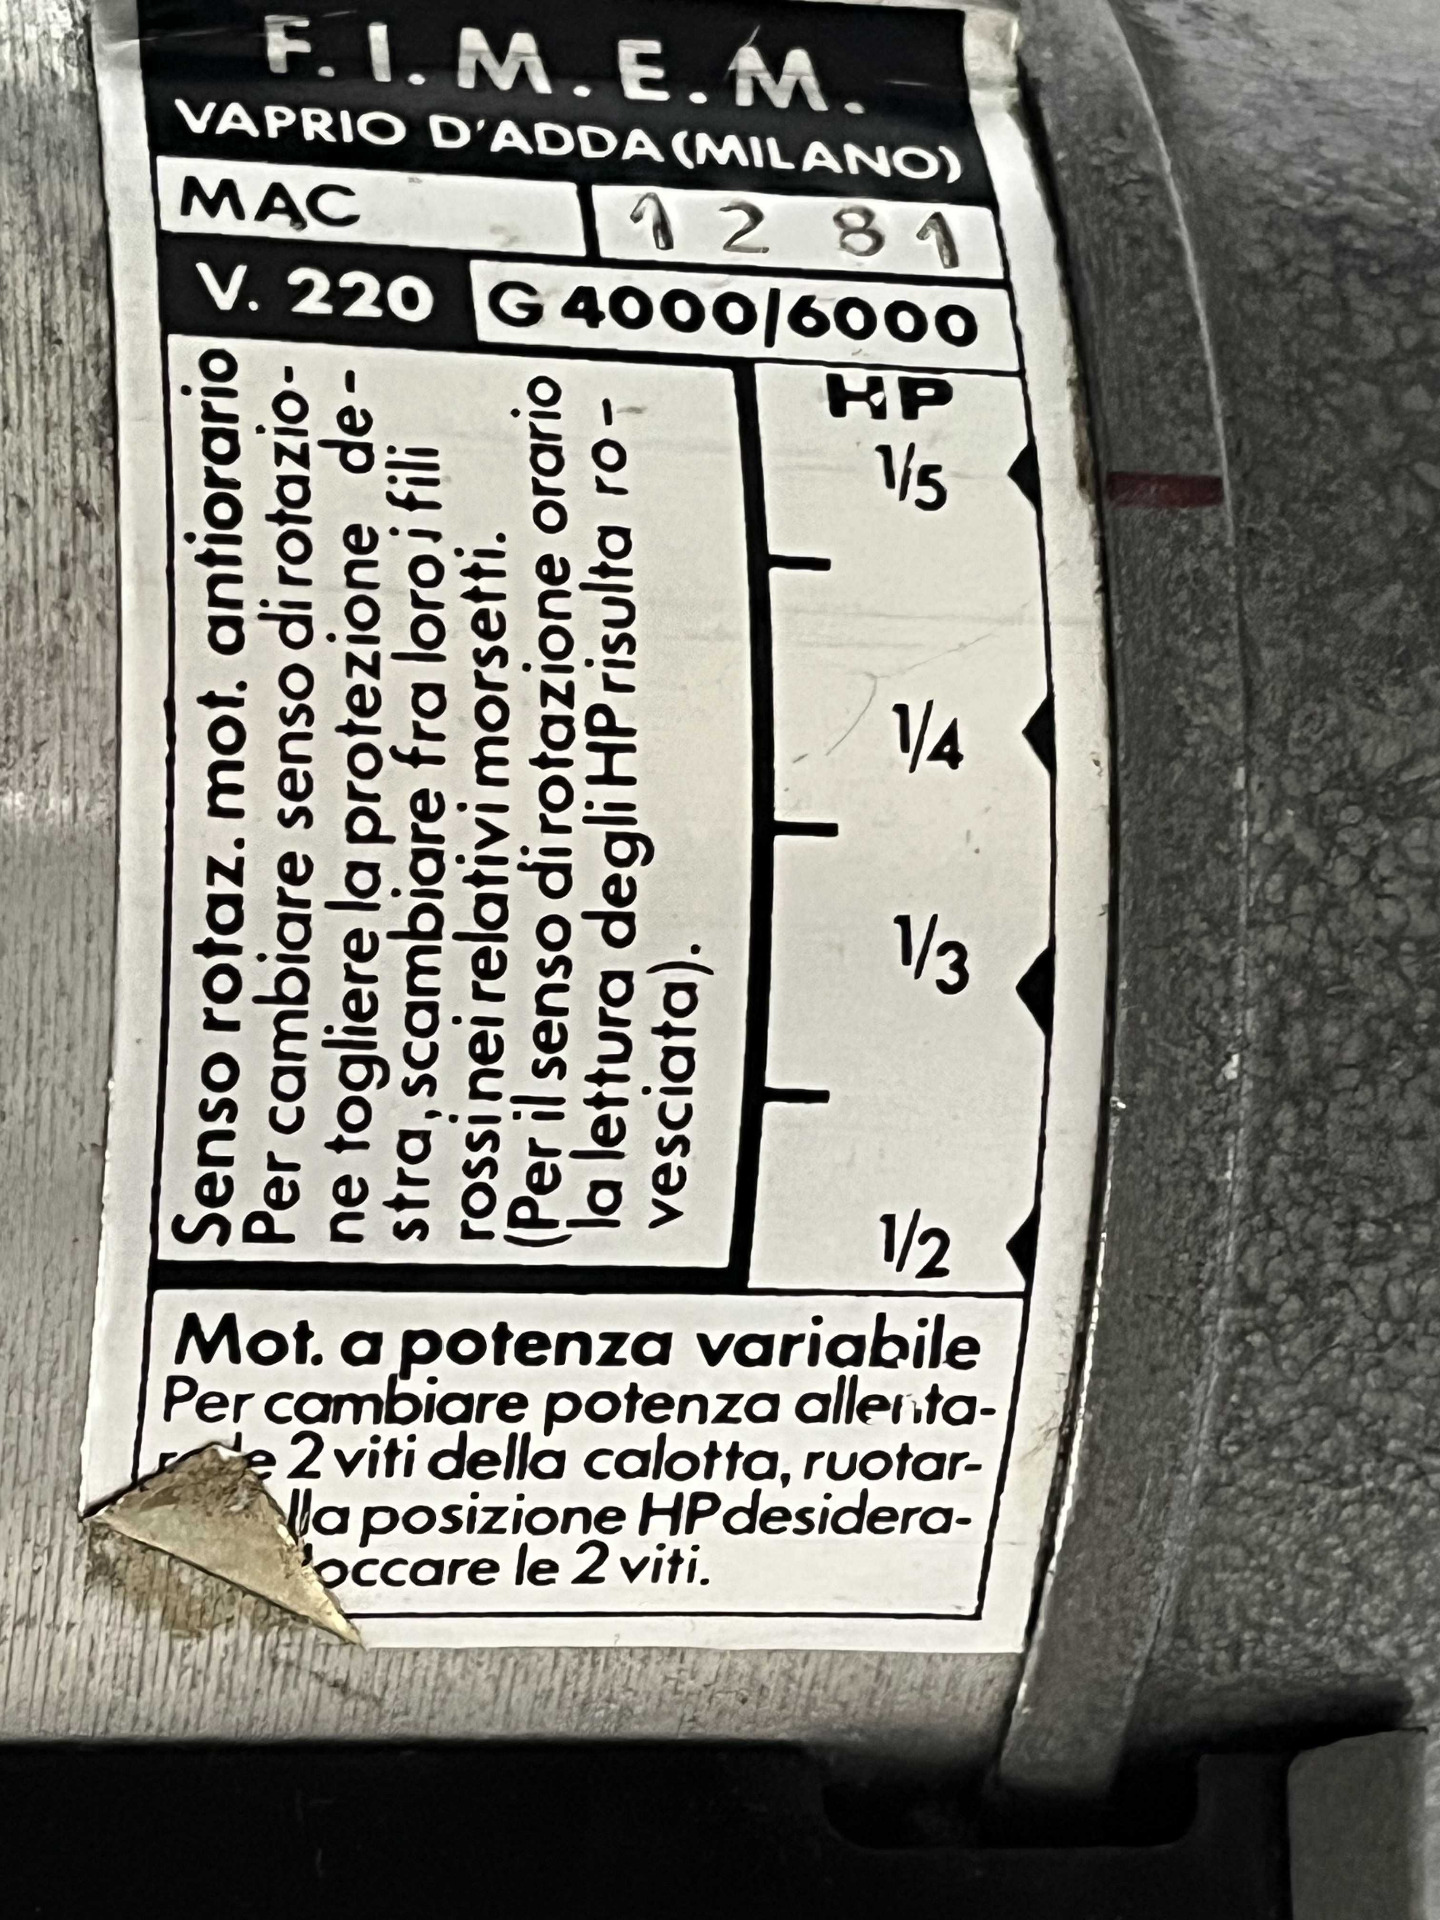 F. I. M. E. M.
VAPRIO D'ADDA (MILANO)
MAC 1281
V. 220 G 4000/6000
Senso rotaz. mot. antiorario
Per cambiare senso di rotazio-
ne togliere la protezione de-
stra, scambiare fra loro i fili
rossi nei relativi morsetti.
(Per il senso di rotazione orario
la lettura degli HP risulta ro-
vesciata).
HP
1/5
1/4
1/3
1/2
Mot. a potenza variabile
Per cambiare potenza allenta-
2 viti della calotta, ruotar-
posizione HP desidera-
le 2 viti.